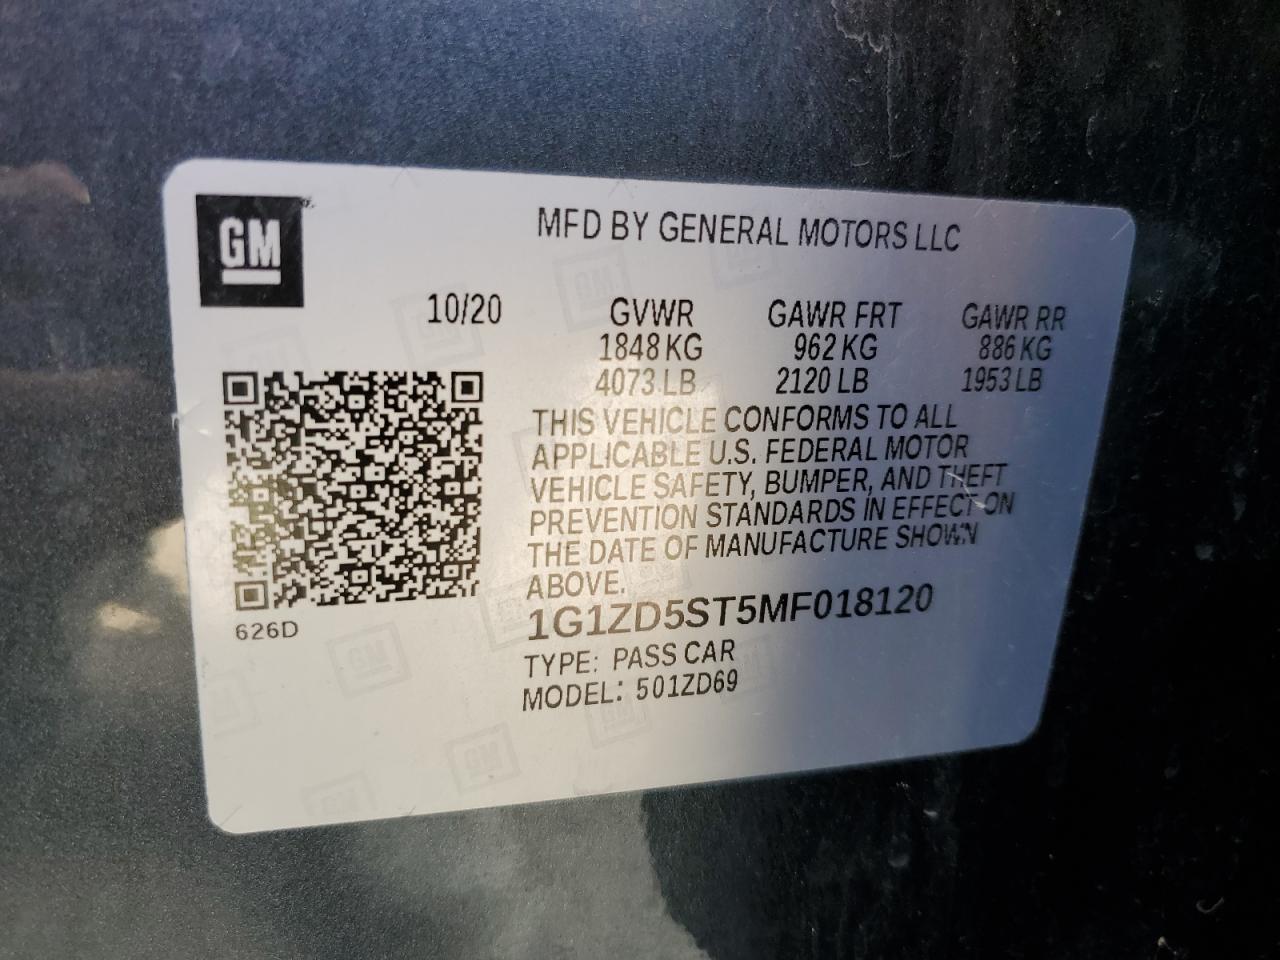 GM
MFD BY GENERAL MOTORS LLC
10/20 GVWR GAWR FRT GAWR RR
1848 KG 962 KG 886 KG
4073 LB 2120 LB 1953 LB
THIS VEHICLE CONFORMS TO ALL
APPLICABLE U.S. FEDERAL MOTOR
VEHICLE SAFETY, BUMPER, AND THEFT
PREVENTION STANDARDS IN EFFECT ON
THE DATE OF MANUFACTURE SHOWN
ABOVE.
626D
1G1ZD5ST5MF018120
TYPE: PASS CAR
MODEL: 501ZD69